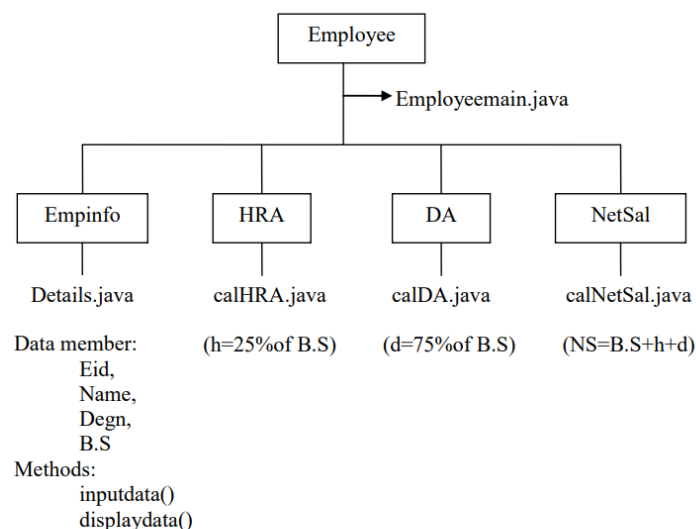 Employee
Employeemain.java
Empinfo
HRA
DA
NetSal
Details.java
calHRA.java
calDA.java
calNetSal.java
Data member:
(h=25%of B.S)
(d=75%of B.S)
(NS=B.S+h+d)
Eid,
Name,
Degn,
B.S
Methods:
inputdata()
displaydata()